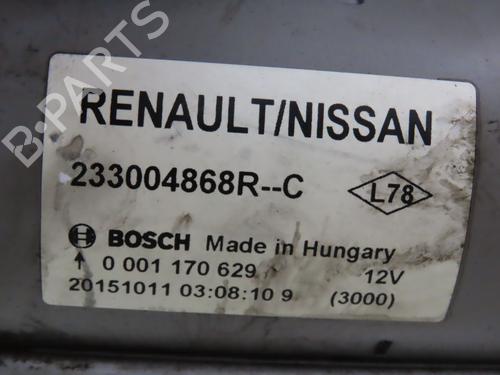 B-PARTS
RENAULT/NISSAN
233004868R--C
L78
BOSCH Made in Hungary
0 001 170 629 12V
20151011 03:08:10 9 (3000)